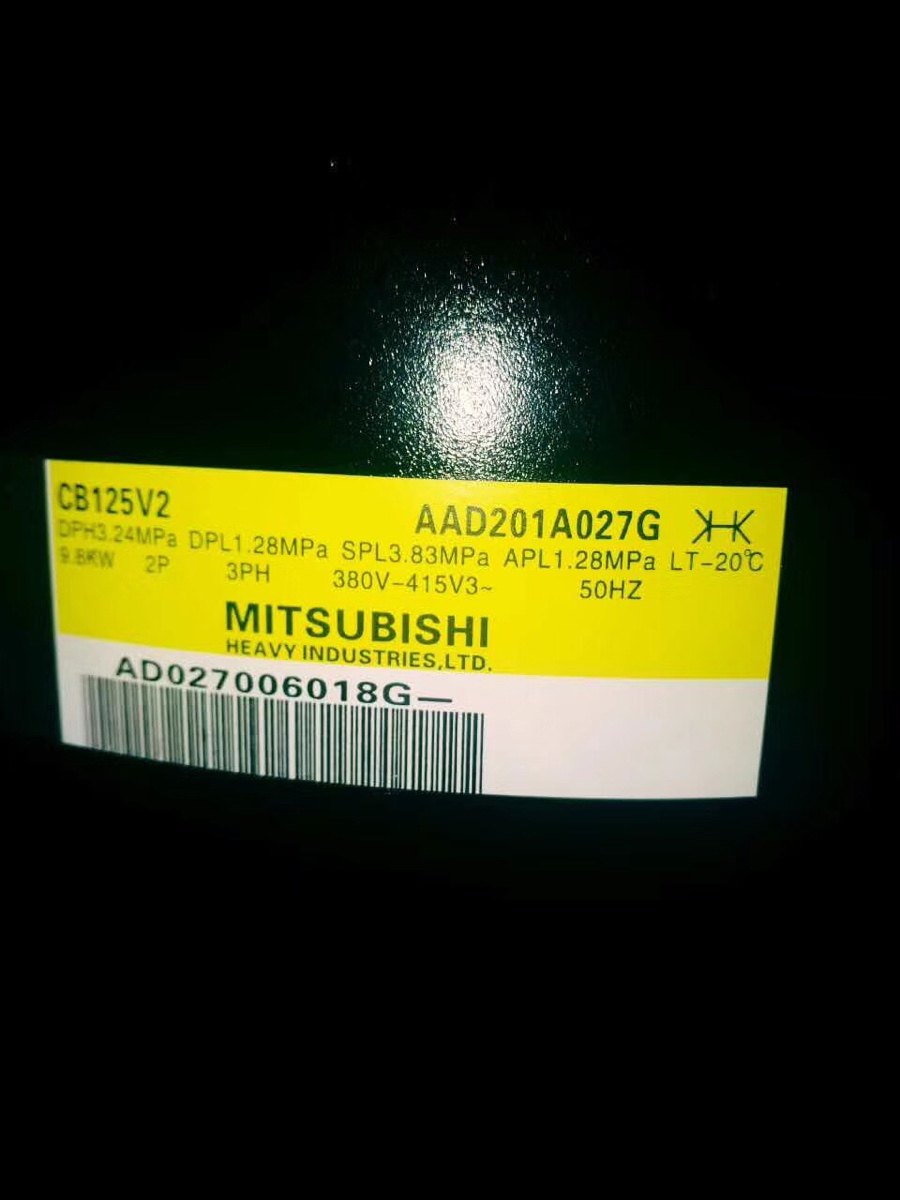 CB125V2 AAD201A027G
DPH3.24MPa DPL1.28MPa SPL3.83MPa APL1.28MPa LT-20℃
9.8KW 2P 3PH 380V-415V3~ 50HZ
MITSUBISHI
HEAVY INDUSTRIES,LTD.
AD027006018G—